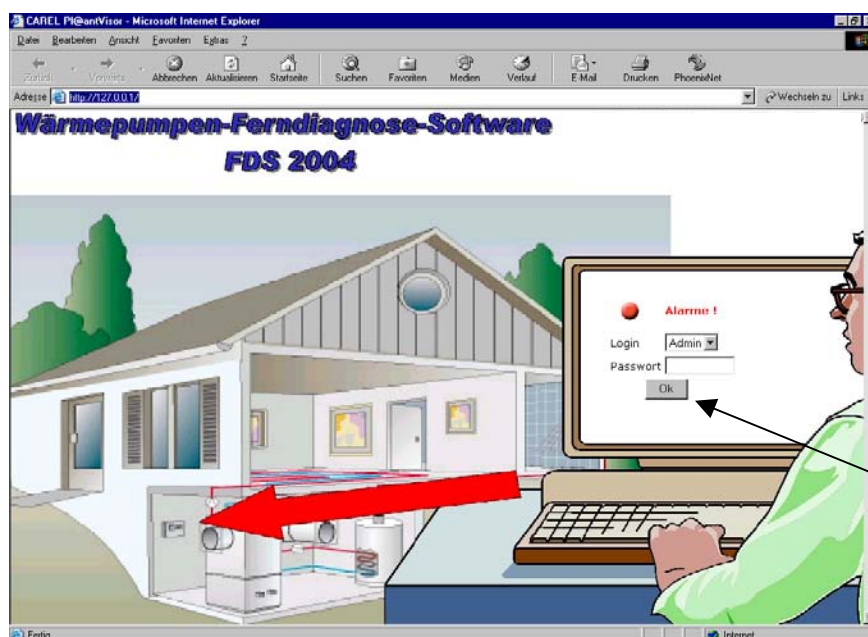 CAREL Pl@antVisor - Microsoft Internet Explorer
Datei Bearbeiten Ansicht Favoriten Extras ?
Zurück Vorwärts Abbrechen Aktualisieren Startseite Suchen Favoriten Medien Verlauf E-Mail Drucken PhoenixNet
Adresse http://127.0.0.1/ Wechseln zu Links
Wärmepumpen-Ferndiagnose-Software
FDS 2004
Alarme !
Login Admin
Passwort
Ok
Fertig Internet